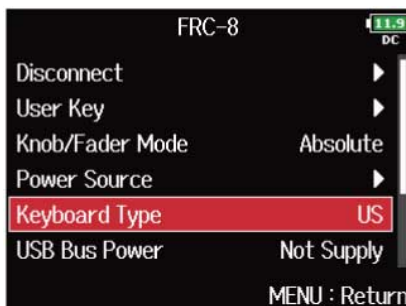 FRC-8
11.9
DC
Disconnect ▶
User Key ▶
Knob/Fader Mode Absolute
Power Source ▶
Keyboard Type US
USB Bus Power Not Supply
MENU : Return